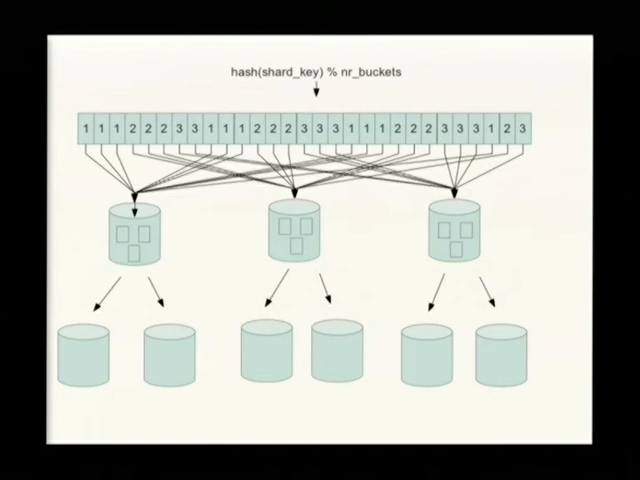 hash(shard_key) % nr_buckets
1 1 1 2 2 2 3 3 1 1 1 2 2 2 3 3 3 1 1 1 2 2 2 3 3 3 1 2 3